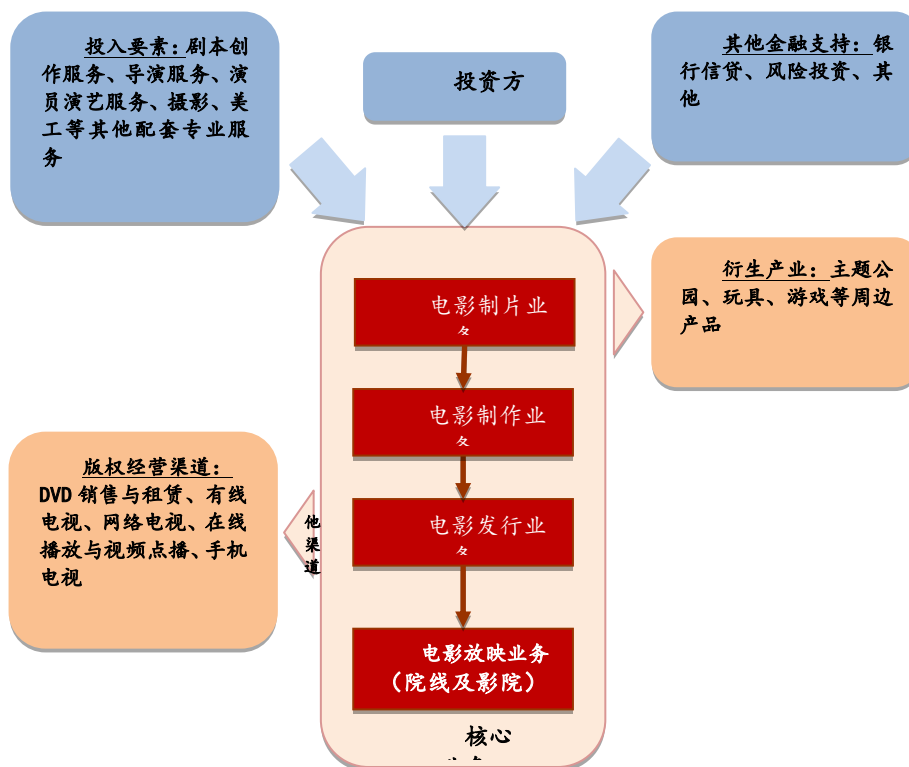 投入要素：剧本创
作服务、导演服务、演
员演艺服务、摄影、美
工等其他配套专业服
务
投资方
其他金融支持：银
行信贷、风险投资、其
他
衍生产业：主题公
园、玩具、游戏等周边
产品
电影制片业
电影制作业
版权经营渠道：
DVD 销售与租赁、有线
电视、网络电视、在线
播放与视频点播、手机
电视
他
渠
道
电影发行业
电影放映业务
（院线及影院）
核心